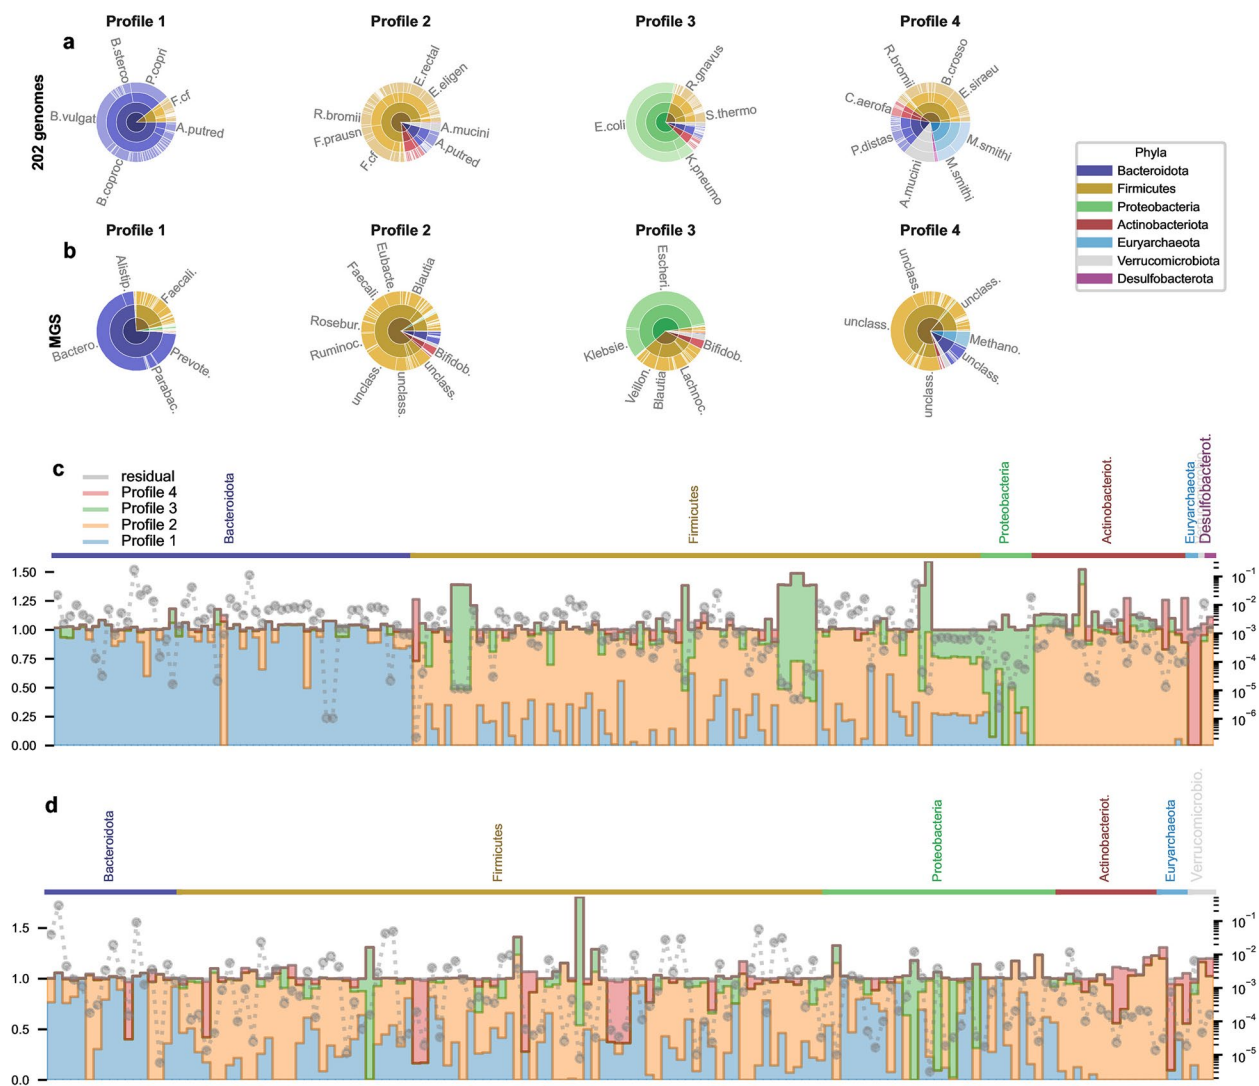 Profile 1
Profile 2
Profile 3
Profile 4
a
202 genomes
B.sterco
P.copri
F.cf
B.vulgat
A.putred
B.coproc
E.rectal
E.eligen
R.bromii
F.prausn
A.mucini
A.putred
F.cf
R.gnavus
S.thermo
E.coli
K.pneumo
R.bromii
B.crosso
E.siraeu
C.aerofa
P.distas
M.smithi
M.smithi
A.mucini
Phyla
Bacteroidota
Firmicutes
Proteobacteria
Actinobacteriota
Euryarchaeota
Verrucomicrobiota
Desulfobacterota
Profile 1
Profile 2
Profile 3
Profile 4
b
MGS
Alistip.
Faecali.
Bactero.
Prevote.
Parabac.
Faecali.
Eubacte.
Blautia
Rosebur.
Ruminoc.
Bifidob.
unclass.
unclass.
unclass.
Escheri.
Klebsie.
Bifidob.
Veillon.
Blautia
Lachnoc.
unclass.
unclass.
unclass.
Methano.
unclass.
unclass.
c
residual
Profile 4
Profile 3
Profile 2
Profile 1
Bacteroidota
Firmicutes
Proteobacteria
Actinobacteriot.
Euryarchaeota
Desulfobacterot.
1.50
1.25
1.00
0.75
0.50
0.25
0.00
10⁻¹
10⁻²
10⁻³
10⁻⁴
10⁻⁵
10⁻⁶
d
Bacteroidota
Firmicutes
Proteobacteria
Actinobacteriot.
Euryarchaeota
Verrucomicrobio.
1.5
1.0
0.5
0.0
10⁻¹
10⁻²
10⁻³
10⁻⁴
10⁻⁵